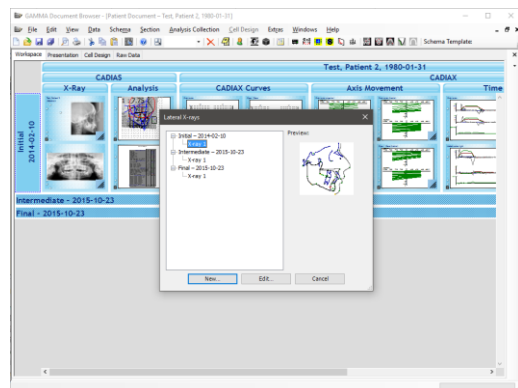 GAMMA Document Browser - [Patient Document - Test, Patient 2, 1980-01-31]
File Edit View Data Schema Section Analysis Collection Cell Design Extras Windows Help
Schema Template:
Workspace Presentation Cell Design Raw Data
Test, Patient 2, 1980-01-31
CADIAS CADIAX
X-Ray Analysis CADIAX Curves Axis Movement Time
Initial
2014-02-10
Lateral X-rays
Initial - 2014-02-10
X-ray 1
Intermediate - 2015-10-23
X-ray 1
Final - 2015-10-23
X-ray 1
Preview:
New... Edit... Cancel
Intermediate - 2015-10-23
Final - 2015-10-23